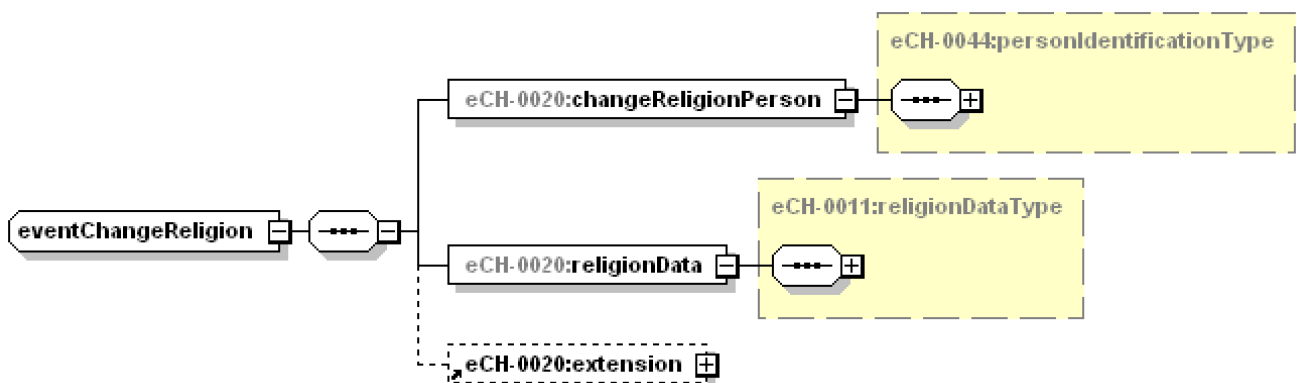 eCH-0044:personIdentificationType
eCH-0020:changeReligionPerson
eCH-0011:religionDataType
eventChangeReligion
eCH-0020:religionData
eCH-0020:extension